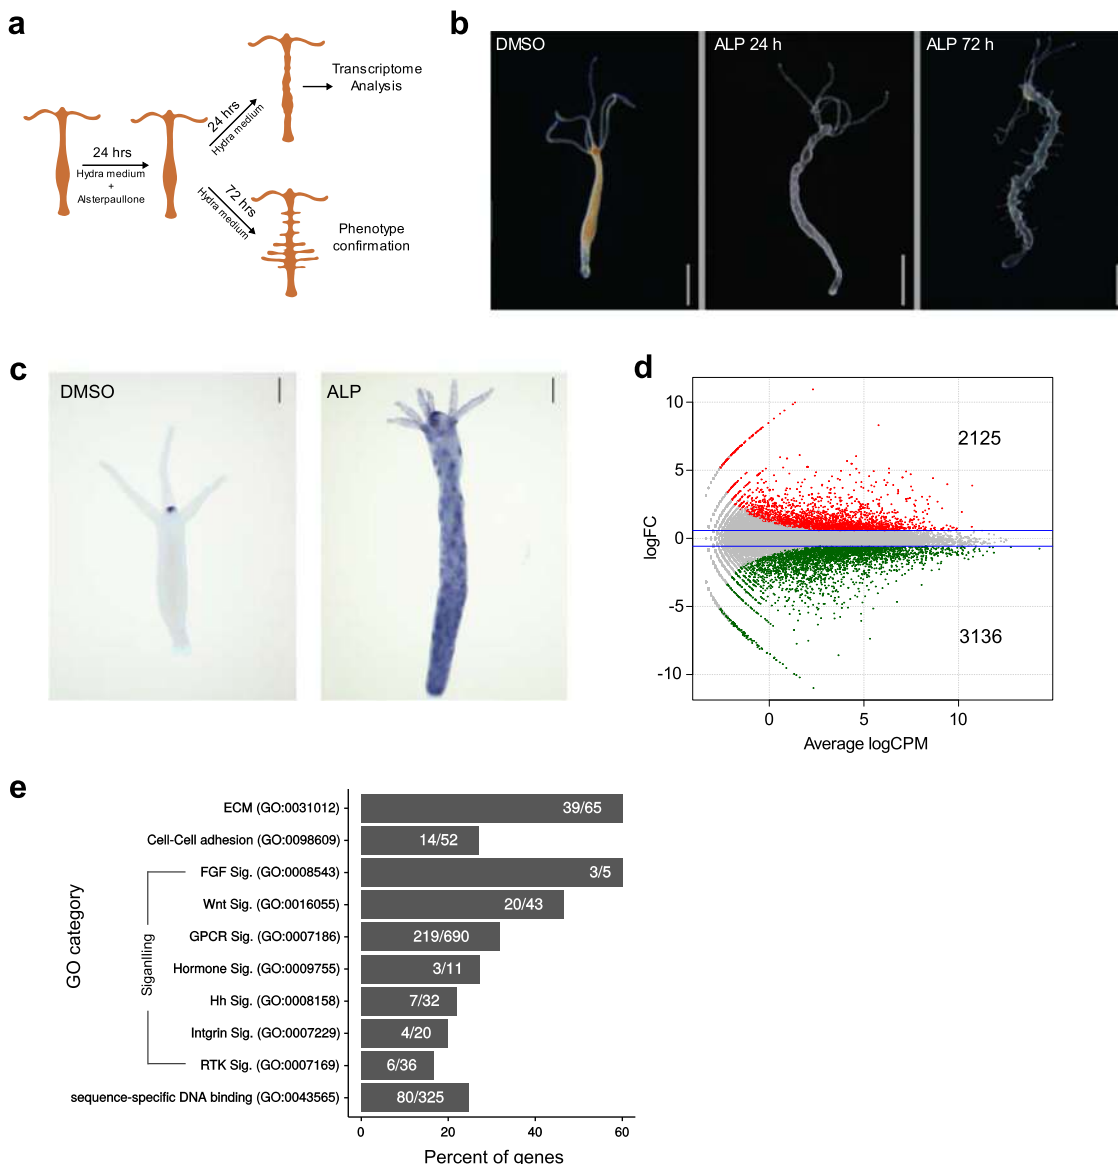 a
24 hrs
Hydra medium
+
Alsterpaullone
24 hrs
Hydra medium
Transcriptome
Analysis
72 hrs
Hydra medium
Phenotype
confirmation
b
DMSO
ALP 24 h
ALP 72 h
c
DMSO
ALP
d
10
5
0
-5
-10
logFC
2125
3136
0
5
10
Average logCPM
e
GO category
Siganlling
ECM (GO:0031012)
39/65
Cell-Cell adhesion (GO:0098609)
14/52
FGF Sig. (GO:0008543)
3/5
Wnt Sig. (GO:0016055)
20/43
GPCR Sig. (GO:0007186)
219/690
Hormone Sig. (GO:0009755)
3/11
Hh Sig. (GO:0008158)
7/32
Intgrin Sig. (GO:0007229)
4/20
RTK Sig. (GO:0007169)
6/36
sequence-specific DNA binding (GO:0043565)
80/325
0
20
40
60
Percent of genes